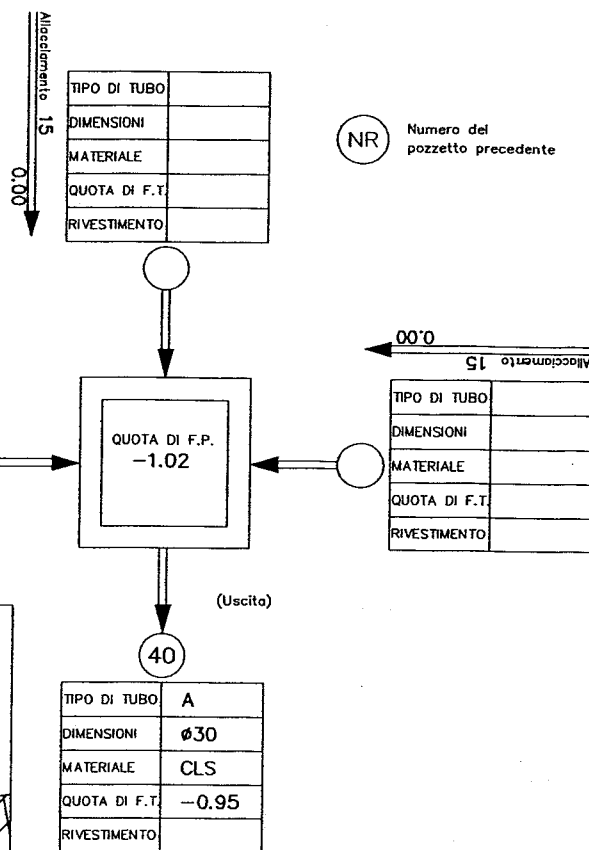 Allacciamento 15
0.00
TIPO DI TUBO
DIMENSIONI
MATERIALE
QUOTA DI F.T.
RIVESTIMENTO
NR
Numero del
pozzetto precedente
0.00
Allacciamento 15
TIPO DI TUBO
DIMENSIONI
MATERIALE
QUOTA DI F.T.
RIVESTIMENTO
QUOTA DI F.P.
-1.02
(Uscita)
40
TIPO DI TUBO A
DIMENSIONI ø30
MATERIALE CLS
QUOTA DI F.T. -0.95
RIVESTIMENTO